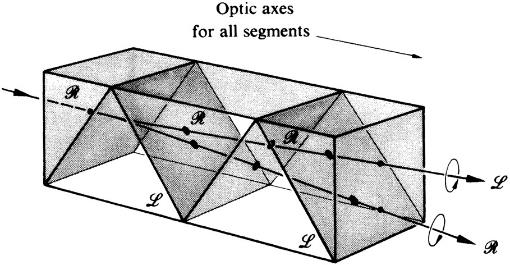 Optic axes
for all segments
ℛ
ℛ
ℛ
ℒ
ℛ
ℒ
ℒ